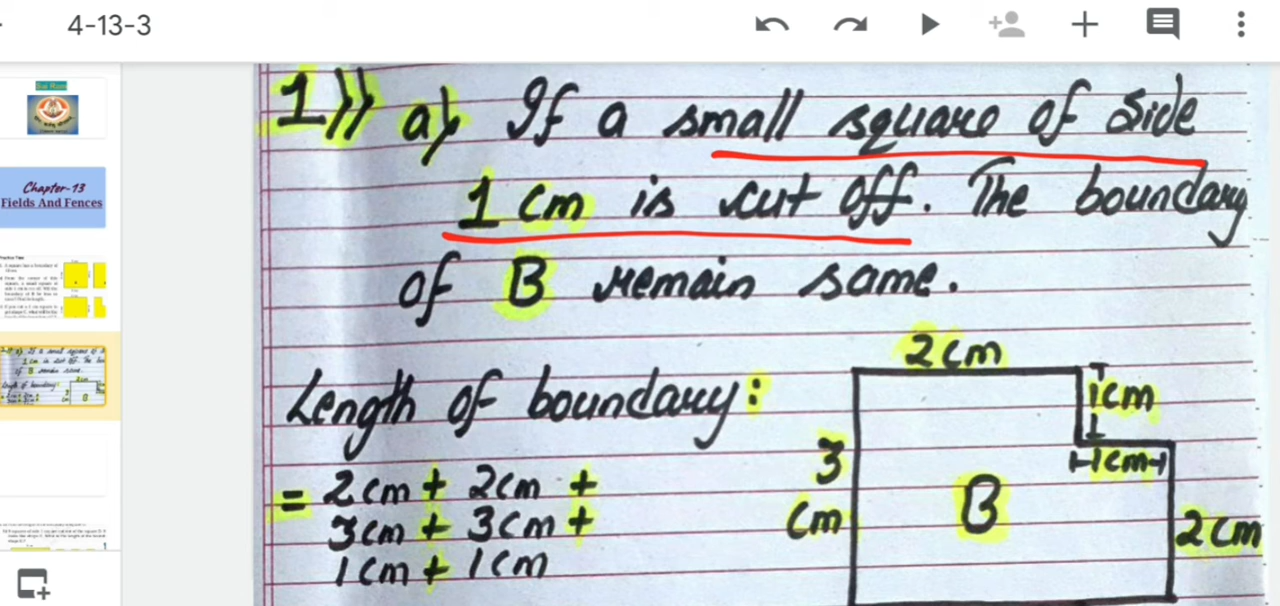 4-13-3
Sai Ram
Chapter-13
Fields And Fences
1) a) If a small square of side
1 cm is cut off. The boundary
of B remain same.
Length of boundary:
= 2cm + 2cm +
3cm + 3cm +
1cm + 1cm
2cm
1cm
1cm
3
cm
B
2cm